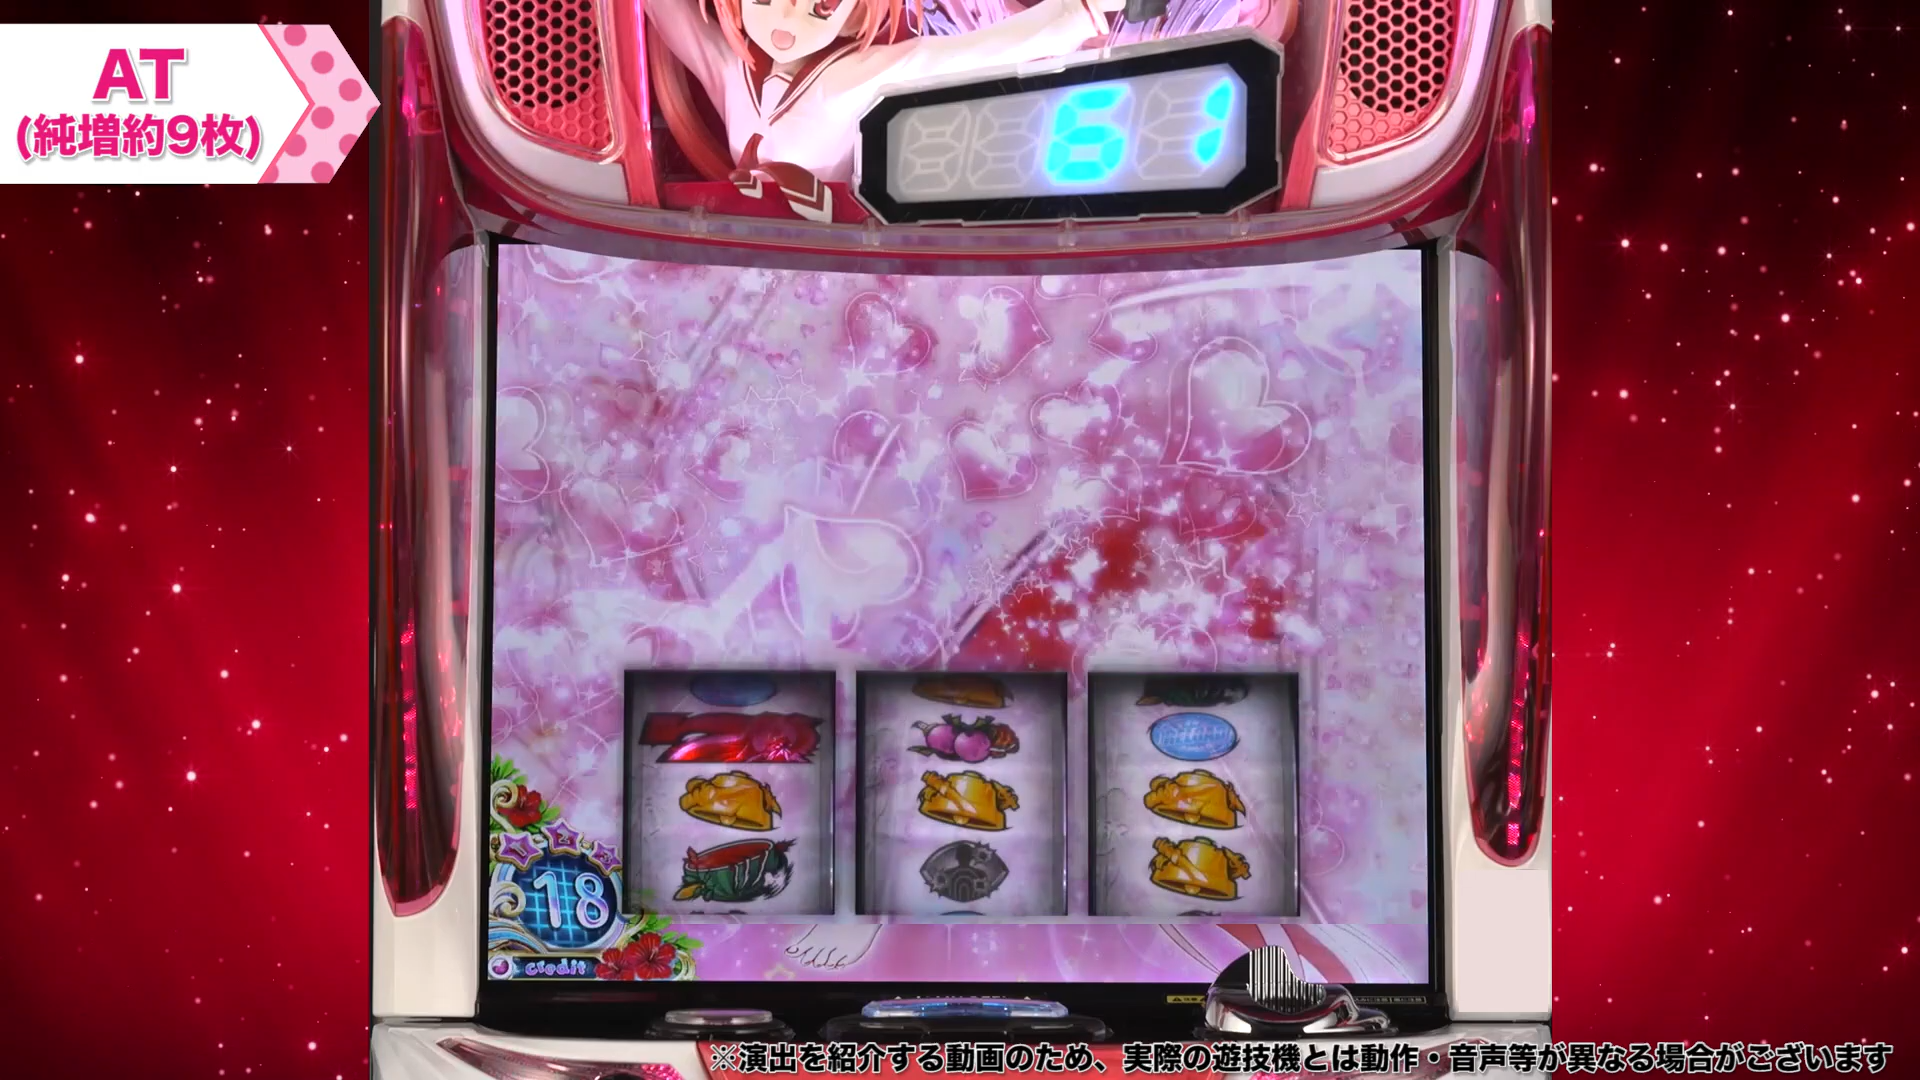 AT
(純増約9枚)
61
18
credit
※演出を紹介する動画のため、実際の遊技機とは動作・音声等が異なる場合がございます